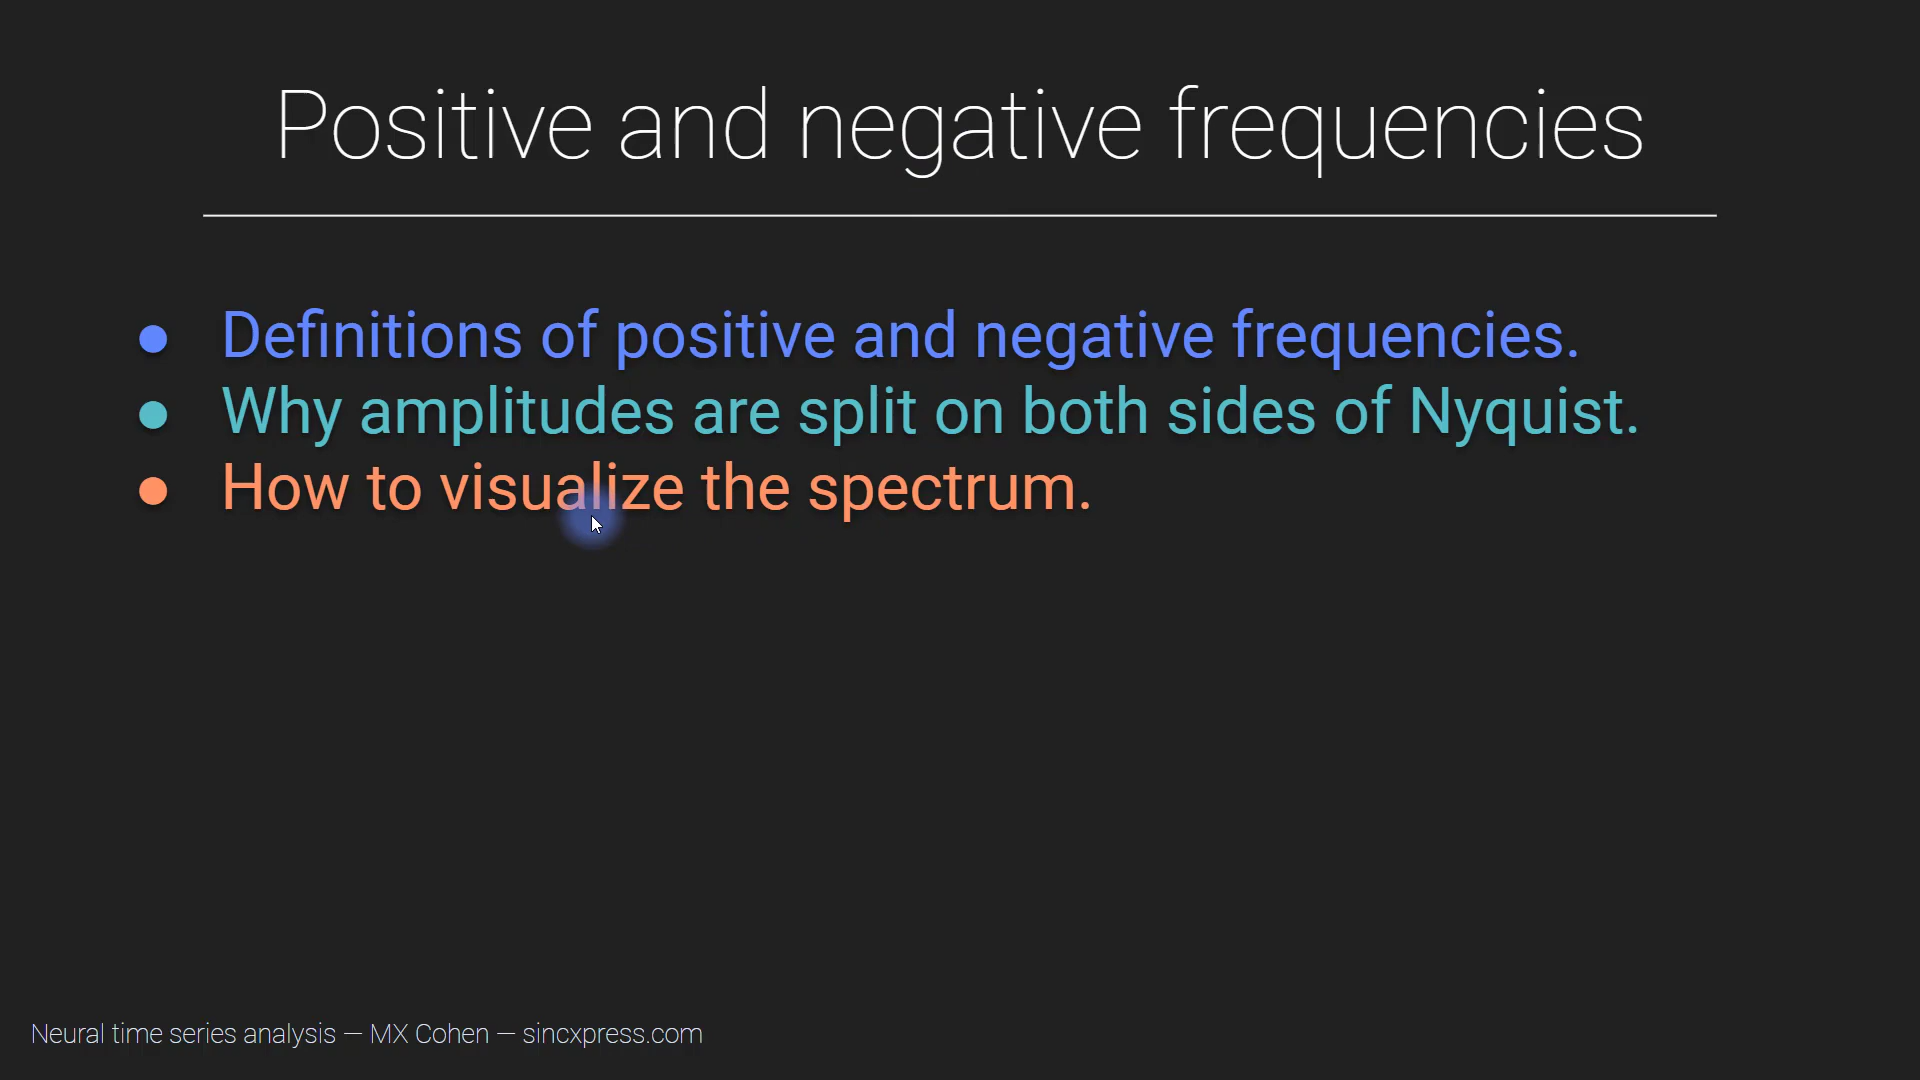 Positive and negative frequencies
● Definitions of positive and negative frequencies.
● Why amplitudes are split on both sides of Nyquist.
● How to visualize the spectrum.
Neural time series analysis — MX Cohen — sincxpress.com